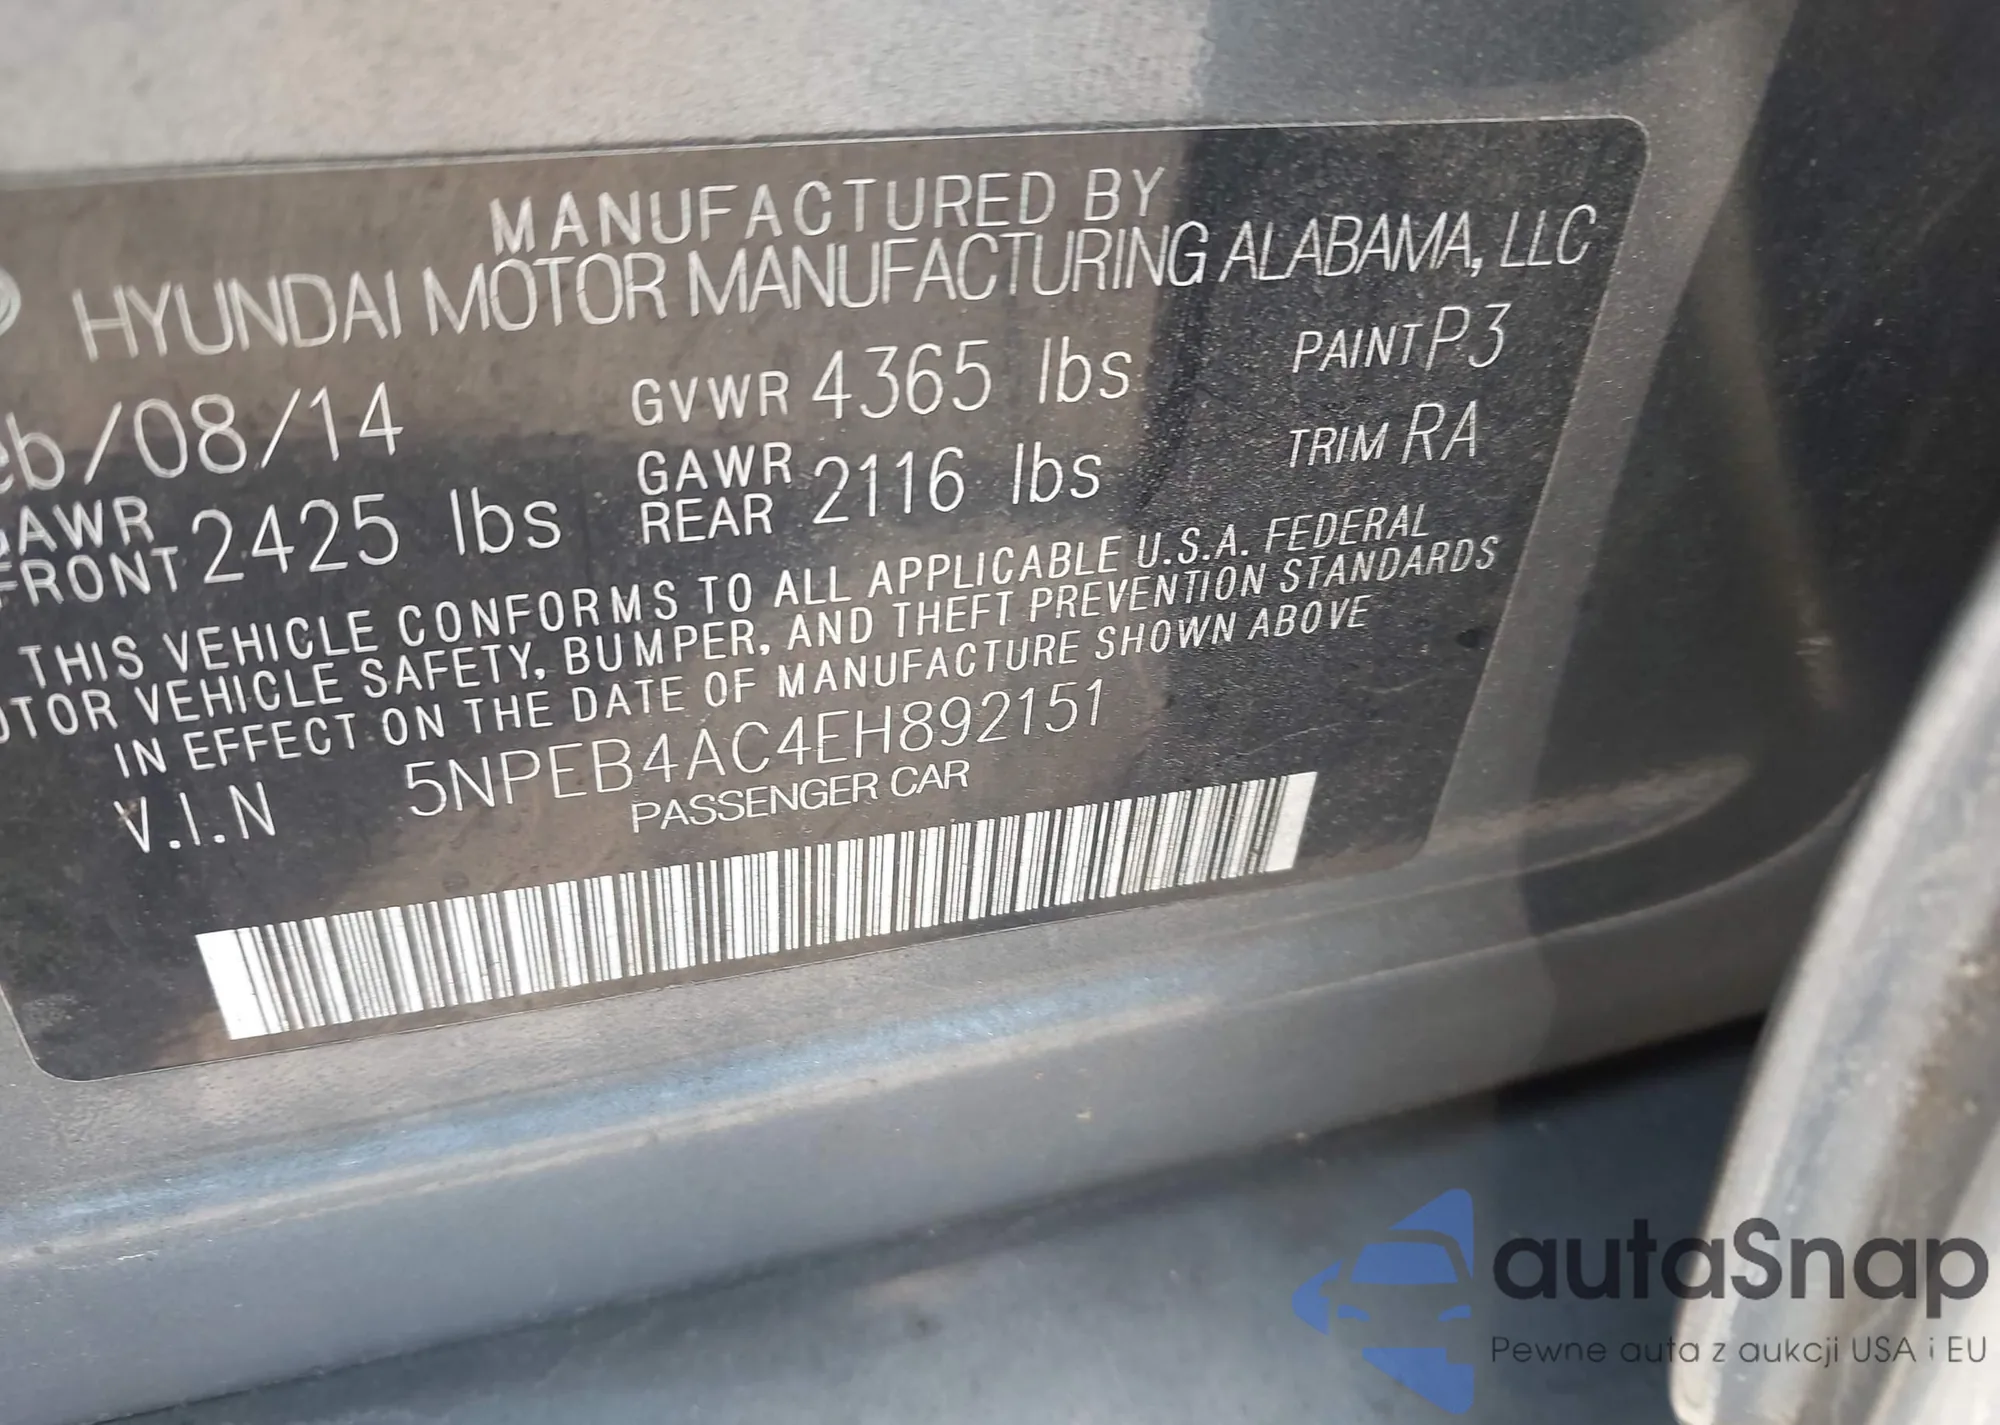 MANUFACTURED BY
HYUNDAI MOTOR MANUFACTURING ALABAMA, LLC
eb/08/14 GVWR 4365 lbs PAINT P3
GAWR FRONT 2425 lbs GAWR REAR 2116 lbs TRIM RA
THIS VEHICLE CONFORMS TO ALL APPLICABLE U.S.A. FEDERAL
OTOR VEHICLE SAFETY, BUMPER, AND THEFT PREVENTION STANDARDS
IN EFFECT ON THE DATE OF MANUFACTURE SHOWN ABOVE
V.I.N 5NPEB4AC4EH892151
PASSENGER CAR
autaSnap
Pewne auta z aukcji USA i EU